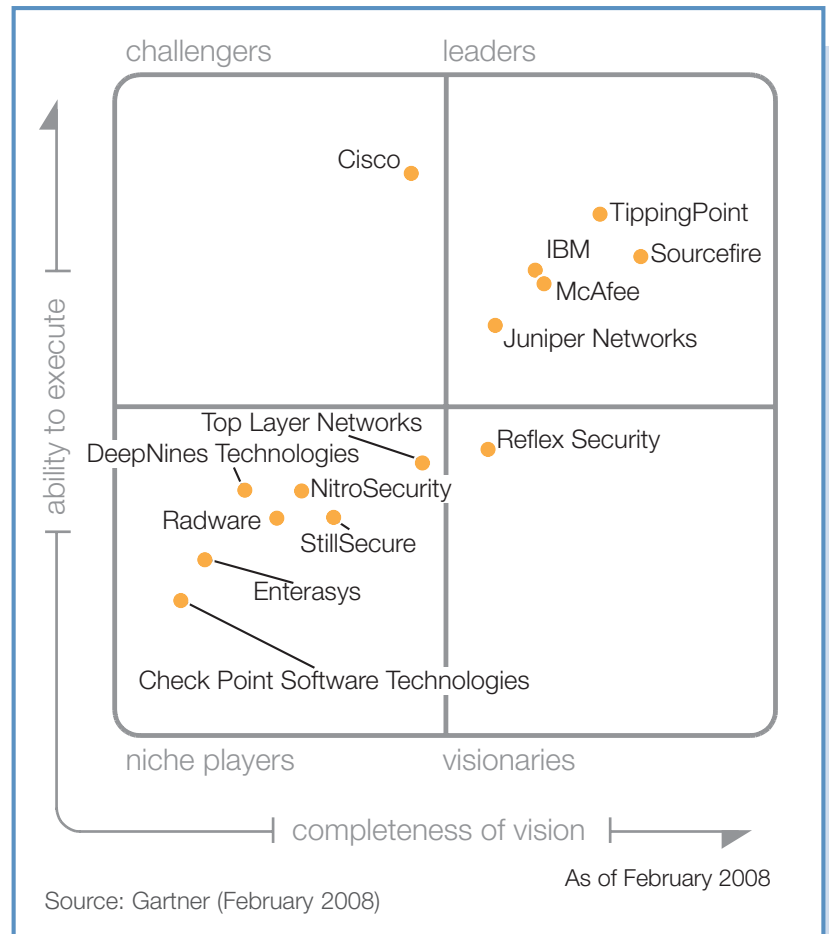 challengers
leaders
Cisco
TippingPoint
IBM
Sourcefire
McAfee
Juniper Networks
ability to execute
Top Layer Networks
Reflex Security
DeepNines Technologies
NitroSecurity
Radware
StillSecure
Enterasys
Check Point Software Technologies
niche players
visionaries
completeness of vision
As of February 2008
Source: Gartner (February 2008)